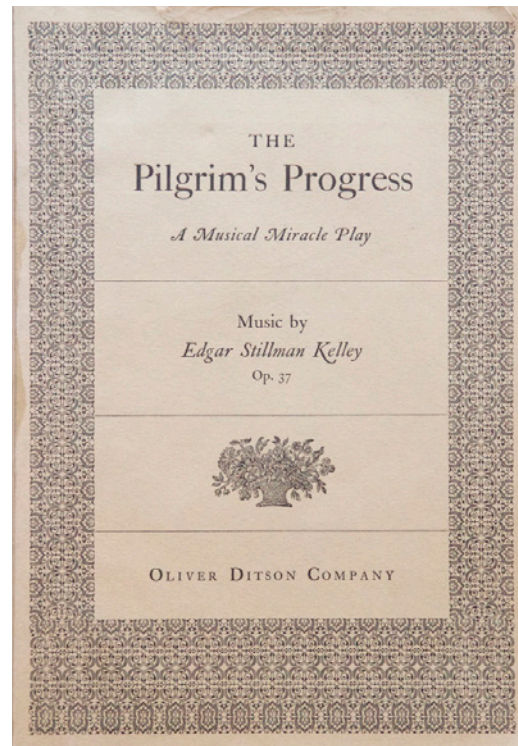 THE
Pilgrim's Progress
A Musical Miracle Play
Music by
Edgar Stillman Kelley
Op. 37
OLIVER DITSON COMPANY